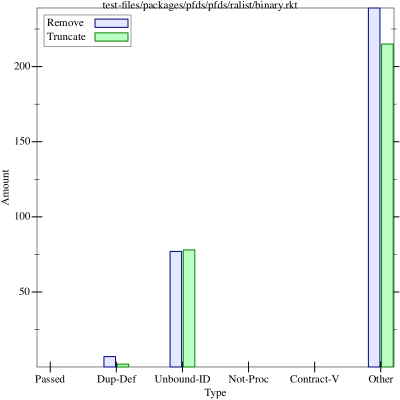 test-files/packages/pfds/pfds/ralist/binary.rkt
Remove
Truncate
200
150
100
50
Amount
Passed Dup-Def Unbound-ID Not-Proc Contract-V Other
Type